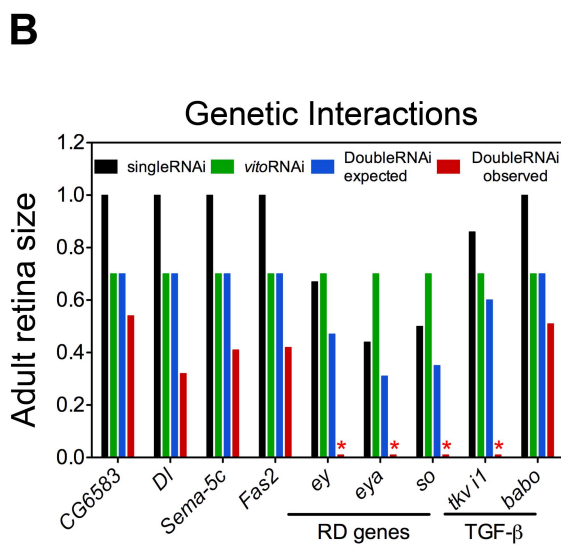 B
Genetic Interactions
singleRNAi
vitoRNAi
DoubleRNAi
expected
DoubleRNAi
observed
Adult retina size
1.2
1.0
0.8
0.6
0.4
0.2
0.0
* * * *
CG6583 Dl Sema-5c Fas2 ey eya so tkv i1 babo
RD genes TGF-β